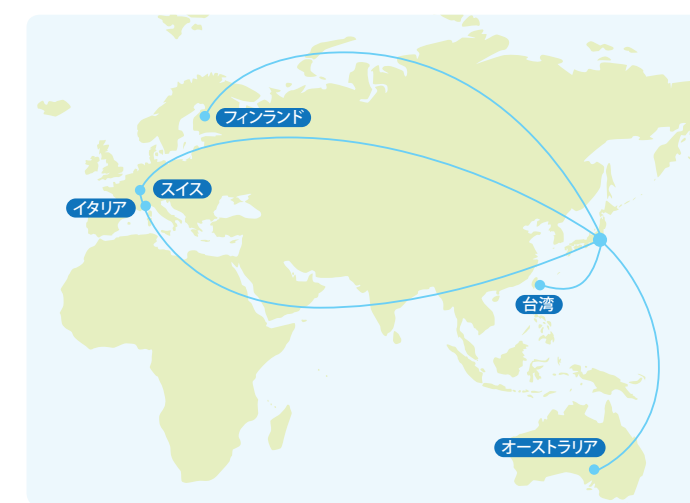 フィンランド
スイス
イタリア
台湾
オーストラリア